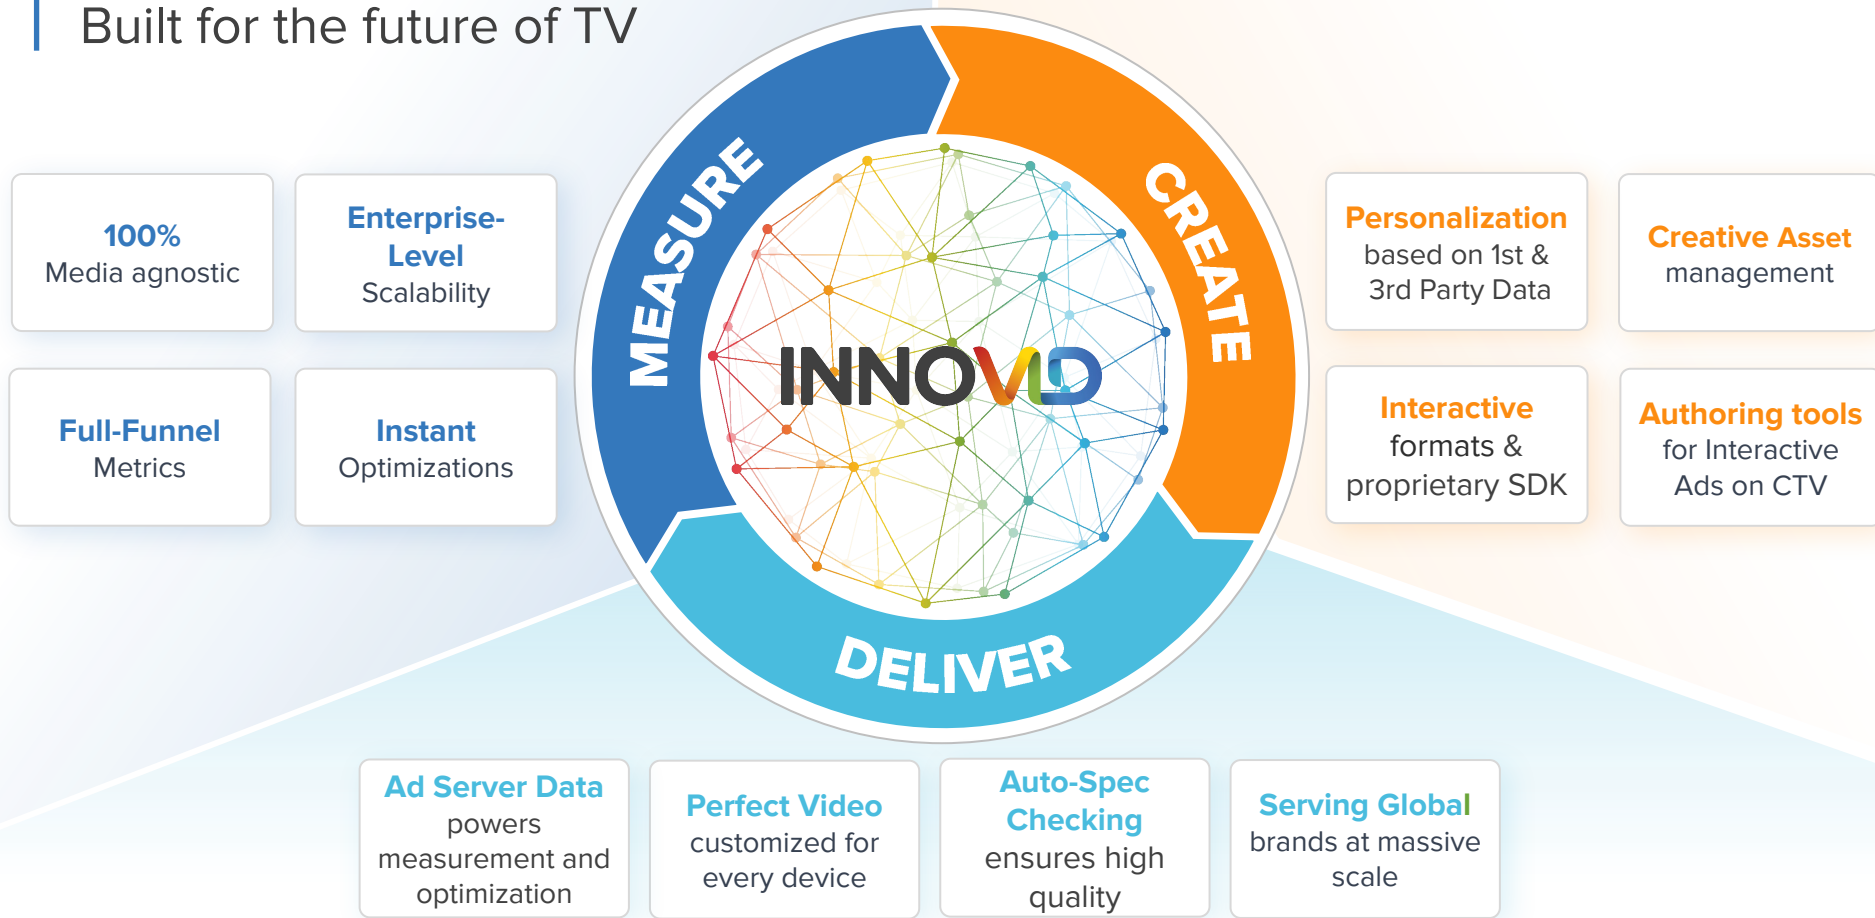 Built for the future of TV
MEASURE
CREATE
DELIVER
INNOVID
100%
Media agnostic
Enterprise-
Level
Scalability
Full-Funnel
Metrics
Instant
Optimizations
Personalization
based on 1st &
3rd Party Data
Creative Asset
management
Interactive
formats &
proprietary SDK
Authoring tools
for Interactive
Ads on CTV
Ad Server Data
powers
measurement and
optimization
Perfect Video
customized for
every device
Auto-Spec
Checking
ensures high
quality
Serving Global
brands at massive
scale